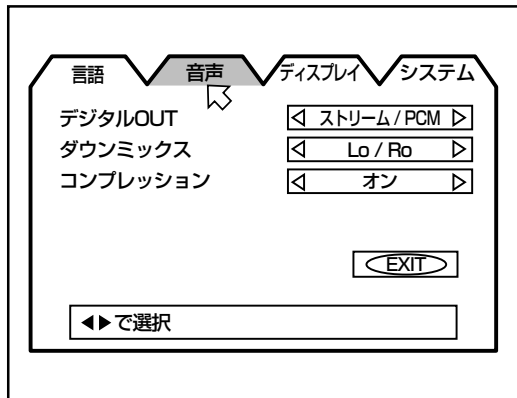 言語 音声 ディスプレイ システム
デジタルOUT ストリーム / PCM
ダウンミックス Lo / Ro
コンプレッション オン
EXIT
で選択